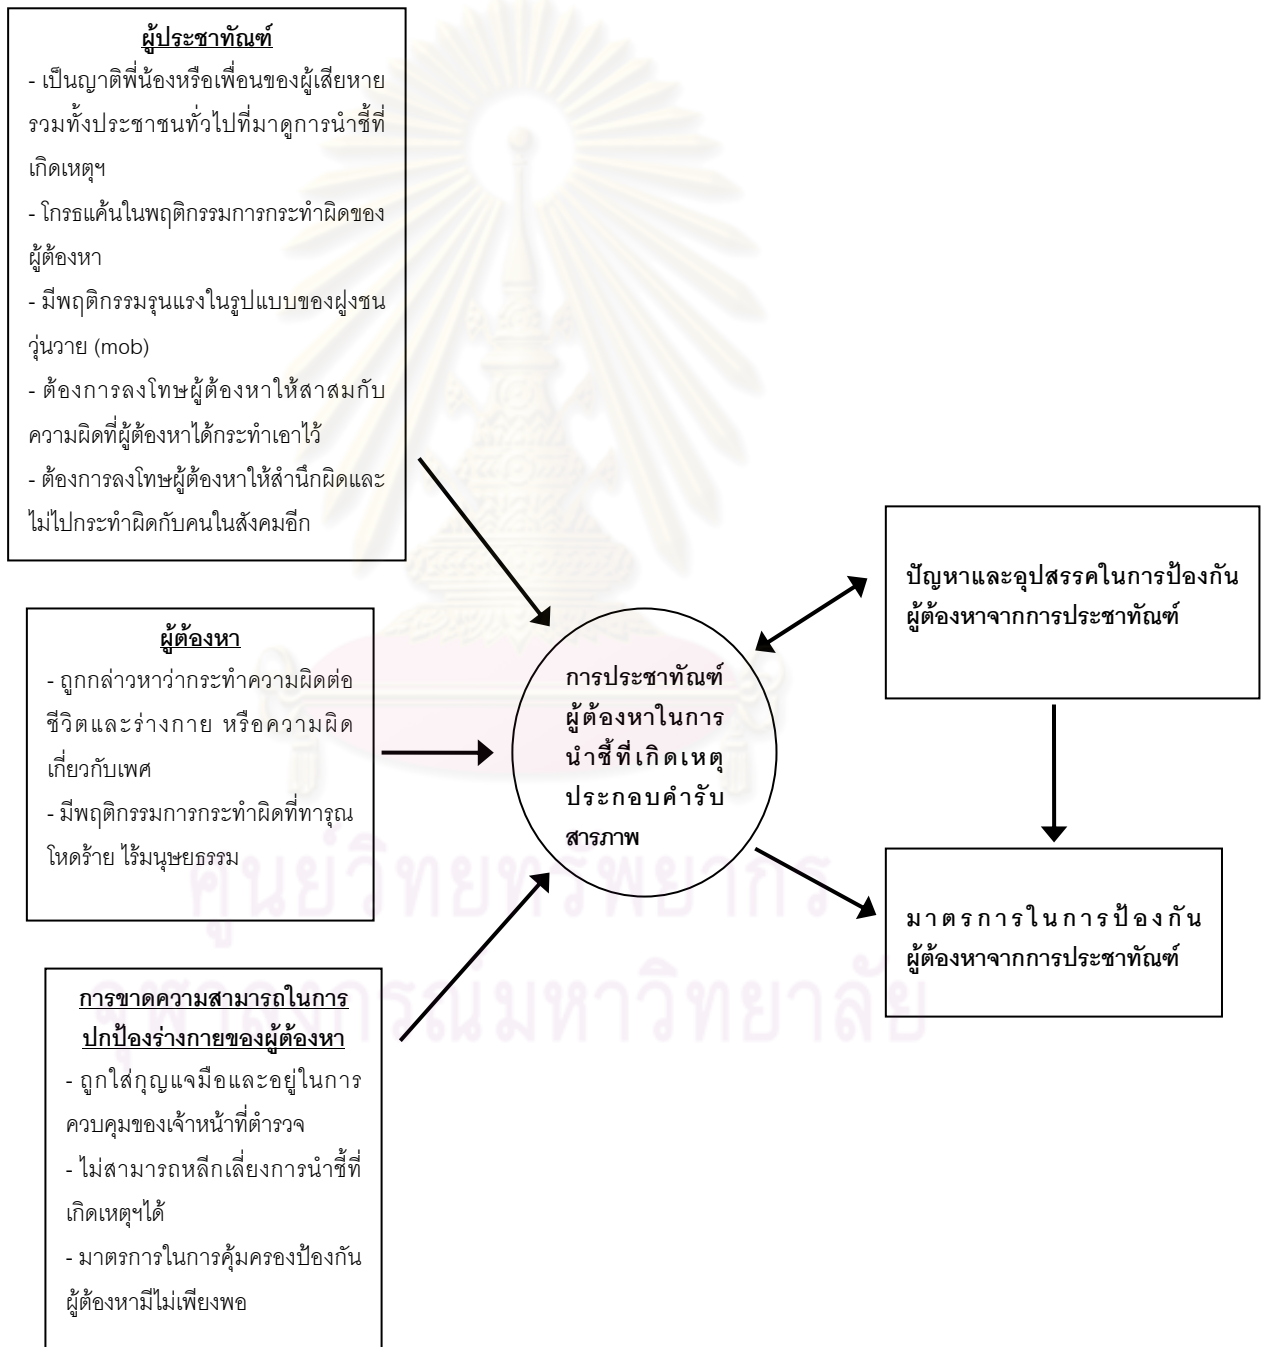 ผู้ประชาทัณฑ์
- เป็นญาติพี่น้องหรือเพื่อนของผู้เสียหาย
รวมทั้งประชาชนทั่วไปที่มาดูการนำชี้ที่
เกิดเหตุฯ
- โกรธแค้นในพฤติกรรมการกระทำผิดของ
ผู้ต้องหา
- มีพฤติกรรมรุนแรงในรูปแบบของฝูงชน
วุ่นวาย (mob)
- ต้องการลงโทษผู้ต้องหาให้สาสมกับ
ความผิดที่ผู้ต้องหาได้กระทำเอาไว้
- ต้องการลงโทษผู้ต้องหาให้สำนึกผิดและ
ไม่ไปกระทำผิดกับคนในสังคมอีก
ผู้ต้องหา
- ถูกกล่าวหาว่ากระทำความผิดต่อ
ชีวิตและร่างกาย หรือความผิด
เกี่ยวกับเพศ
- มีพฤติกรรมการกระทำผิดที่ทารุณ
โหดร้าย ไร้มนุษยธรรม
การขาดความสามารถในการ
ปกป้องร่างกายของผู้ต้องหา
- ถูกใส่กุญแจมือและอยู่ในการ
ควบคุมของเจ้าหน้าที่ตำรวจ
- ไม่สามารถหลีกเลี่ยงการนำชี้ที่
เกิดเหตุฯได้
- มาตรการในการคุ้มครองป้องกัน
ผู้ต้องหามีไม่เพียงพอ
การประชาทัณฑ์
ผู้ต้องหาในการ
นำชี้ที่เกิดเหตุ
ประกอบคำรับ
สารภาพ
ปัญหาและอุปสรรคในการป้องกัน
ผู้ต้องหาจากการประชาทัณฑ์
มาตรการในการป้องกัน
ผู้ต้องหาจากการประชาทัณฑ์
ศูนย์วิทยทรัพยากร
จุฬาลงกรณ์มหาวิทยาลัย